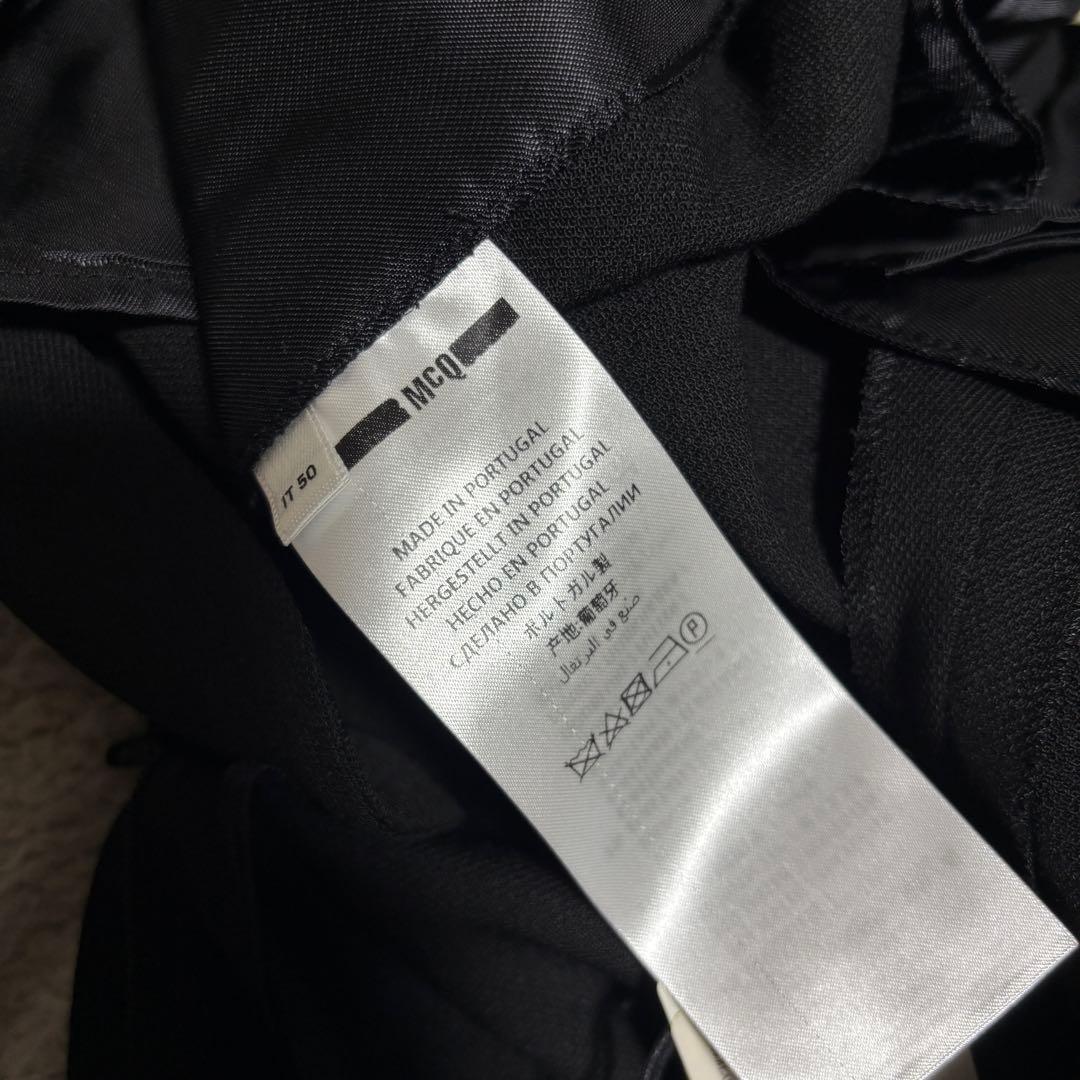 MCQ
IT 50
MADE IN PORTUGAL
FABRIQUE EN PORTUGAL
HERGESTELLT IN PORTUGAL
HECHO EN PORTUGAL
СДЕЛАНО В ПОРТУГАЛИИ
ポルトガル製
产地:葡萄牙
صنع في البرتغال
P